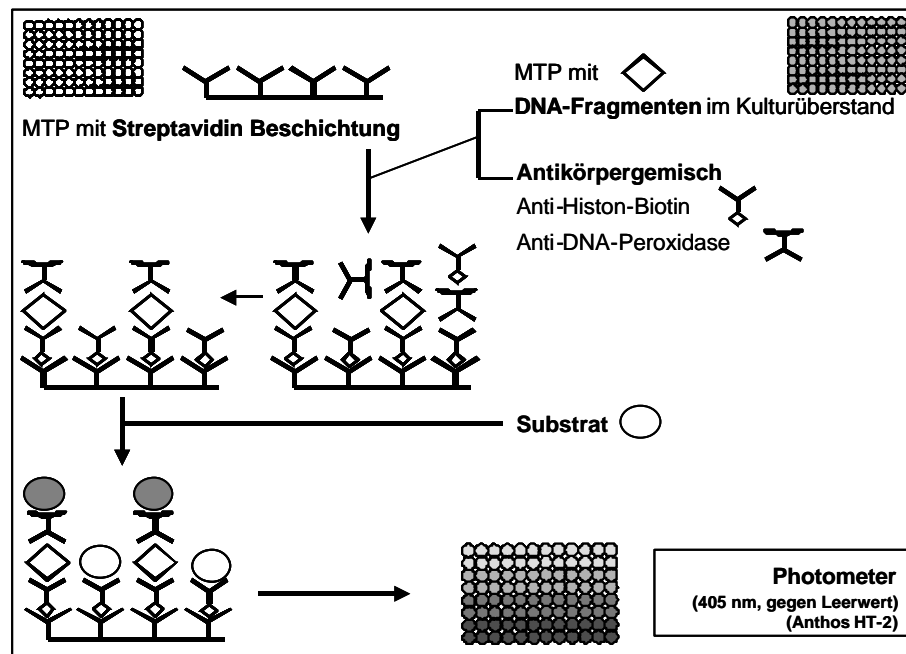 MTP mit Streptavidin Beschichtung
MTP mit
DNA-Fragmenten im Kulturüberstand
Antikörpergemisch
Anti-Histon-Biotin
Anti-DNA-Peroxidase
Substrat
Photometer
(405 nm, gegen Leerwert)
(Anthos HT-2)